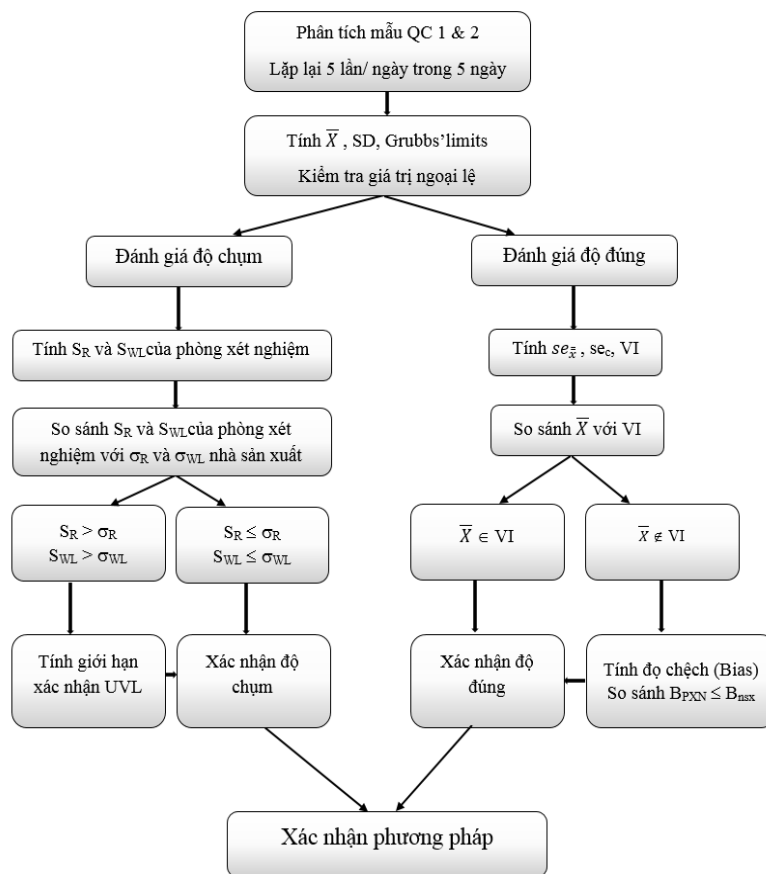 Phân tích mẫu QC 1 & 2
Lặp lại 5 lần/ ngày trong 5 ngày
Tính X̅ , SD, Grubbs'limits
Kiểm tra giá trị ngoại lệ
Đánh giá độ chụm
Đánh giá độ đúng
Tính SR và SWLcủa phòng xét nghiệm
Tính se x̿ , sec, VI
So sánh SR và SWLcủa phòng xét
nghiệm với σR và σWL nhà sản xuất
So sánh X̿ với VI
SR > σR
SWL > σWL
SR ≤ σR
SWL ≤ σWL
X̿ ∈ VI
X̿ ∉ VI
Tính giới hạn
xác nhận UVL
Xác nhận độ
chụm
Xác nhận độ
đúng
Tính đọ chệch (Bias)
So sánh BPXN ≤ Bnsx
Xác nhận phương pháp